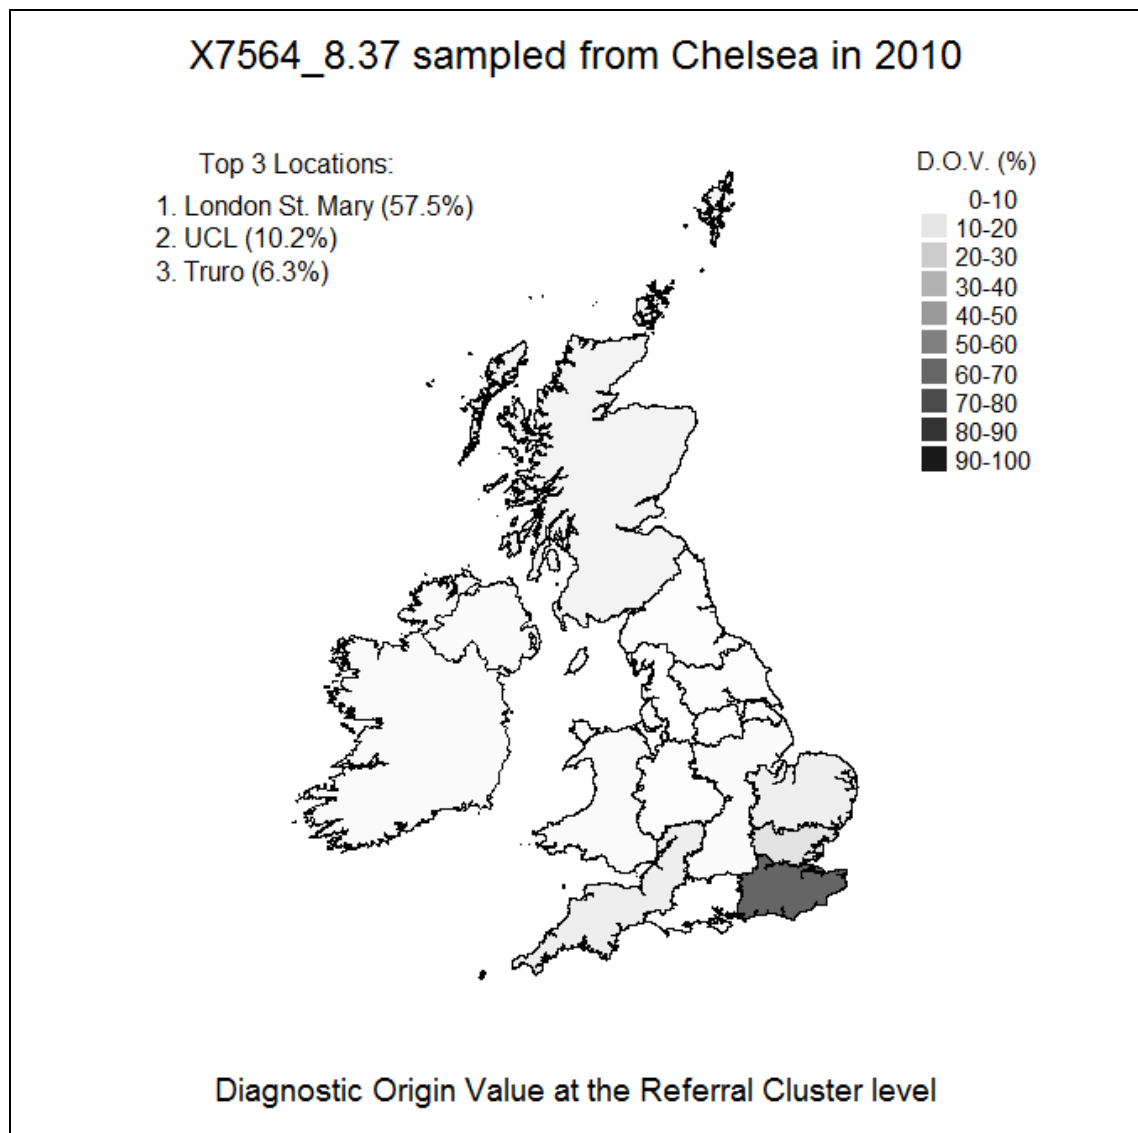 X7564_8.37 sampled from Chelsea in 2010
Top 3 Locations:
1. London St. Mary (57.5%)
2. UCL (10.2%)
3. Truro (6.3%)
D.O.V. (%)
0-10
10-20
20-30
30-40
40-50
50-60
60-70
70-80
80-90
90-100
Diagnostic Origin Value at the Referral Cluster level